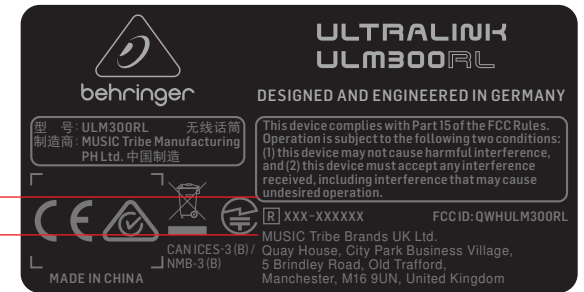 behringer
ULTRALINK
ULM300RL
DESIGNED AND ENGINEERED IN GERMANY
型 号: ULM300RL 无线话筒
制造商: MUSIC Tribe Manufacturing
PH Ltd. 中国制造
This device complies with Part 15 of the FCC Rules.
Operation is subject to the following two conditions:
(1) this device may not cause harmful interference,
and (2) this device must accept any interference
received, including interference that may cause
undesired operation.
R XXX-XXXXXX FCC ID: QWHULM300RL
CE
CAN ICES-3 (B) /
NMB-3 (B)
MADE IN CHINA
MUSIC Tribe Brands UK Ltd.
Quay House, City Park Business Village,
5 Brindley Road, Old Trafford,
Manchester, M16 9UN, United Kingdom